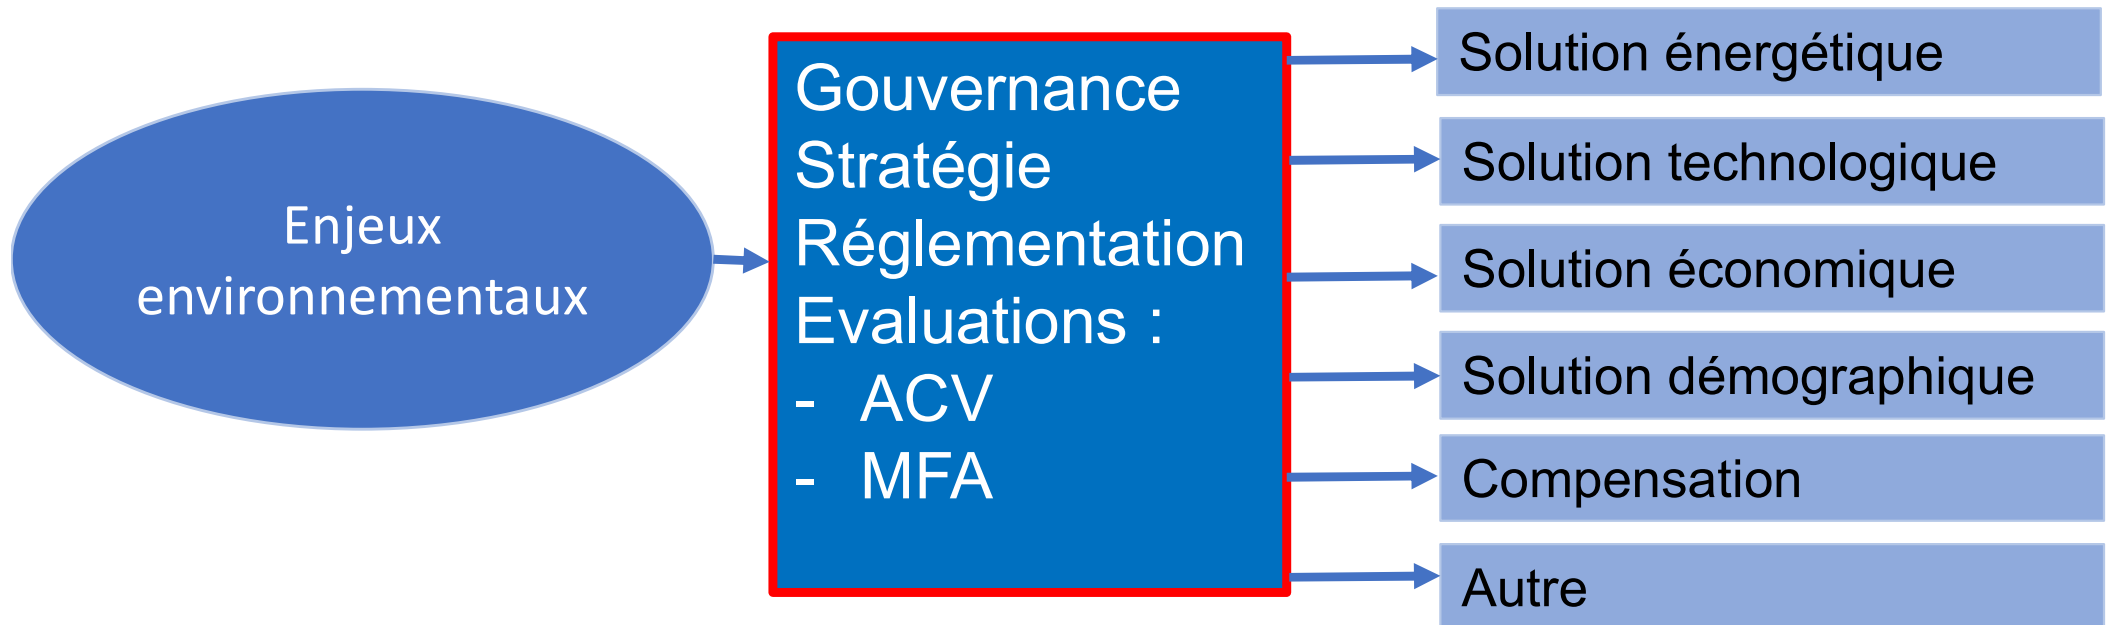 Enjeux
environnementaux
Gouvernance
Stratégie
Réglementation
Evaluations :
- ACV
- MFA
Solution énergétique
Solution technologique
Solution économique
Solution démographique
Compensation
Autre